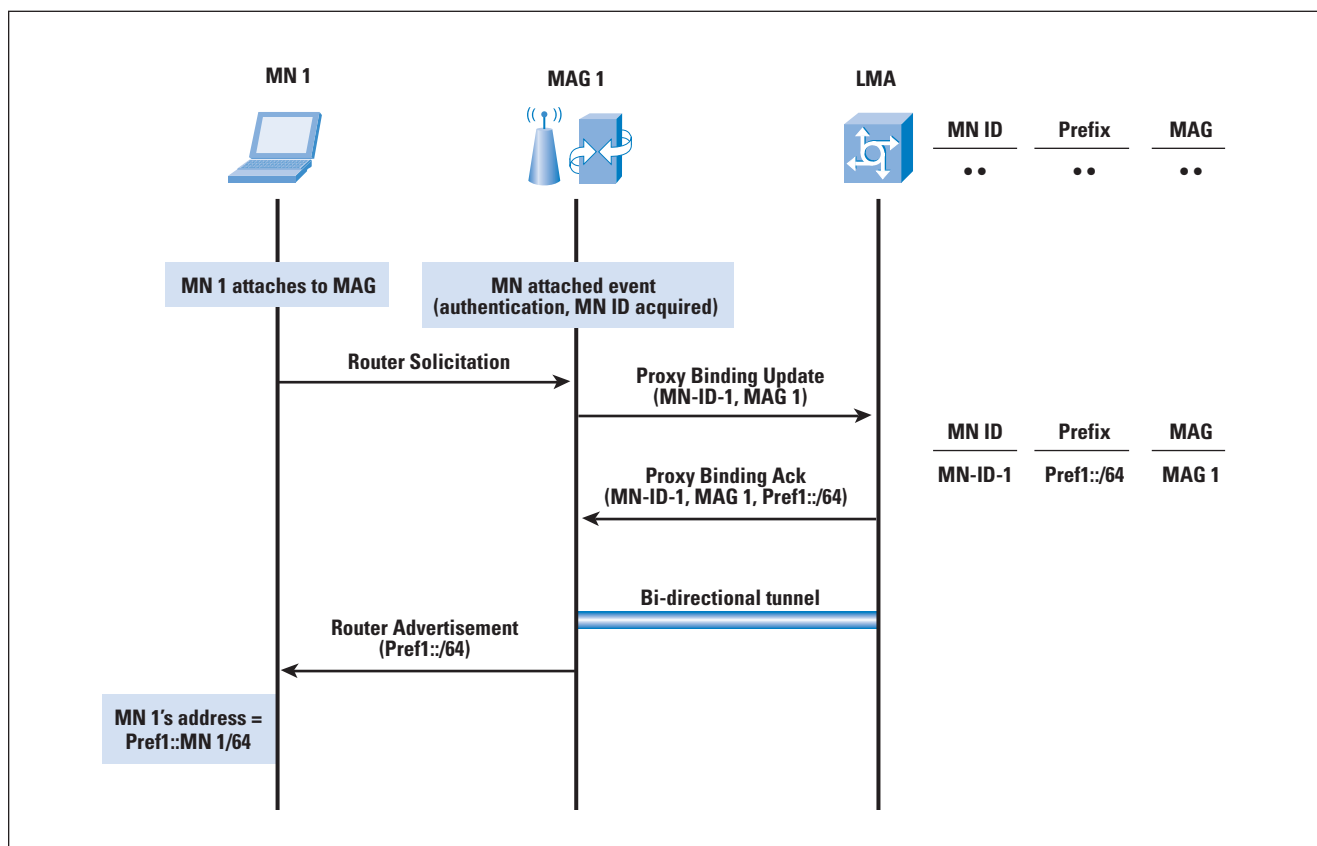 MN 1
MAG 1
LMA
MN ID Prefix MAG
•• •• ••
MN 1 attaches to MAG
MN attached event
(authentication, MN ID acquired)
Router Solicitation
Proxy Binding Update
(MN-ID-1, MAG 1)
MN ID Prefix MAG
MN-ID-1 Pref1::/64 MAG 1
Proxy Binding Ack
(MN-ID-1, MAG 1, Pref1::/64)
Bi-directional tunnel
Router Advertisement
(Pref1::/64)
MN 1's address =
Pref1::MN 1/64